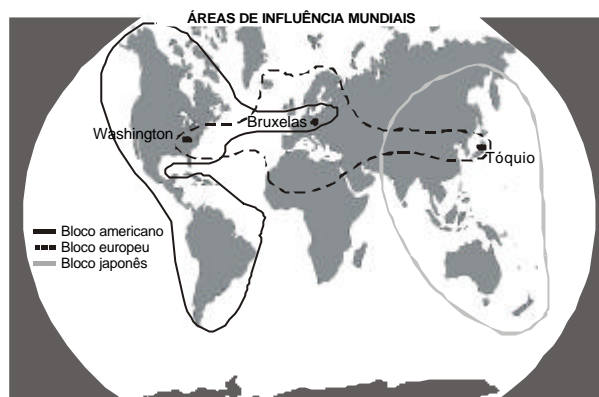 ÁREAS DE INFLUÊNCIA MUNDIAIS
Bruxelas
Washington
Tóquio
Bloco americano
Bloco europeu
Bloco japonês